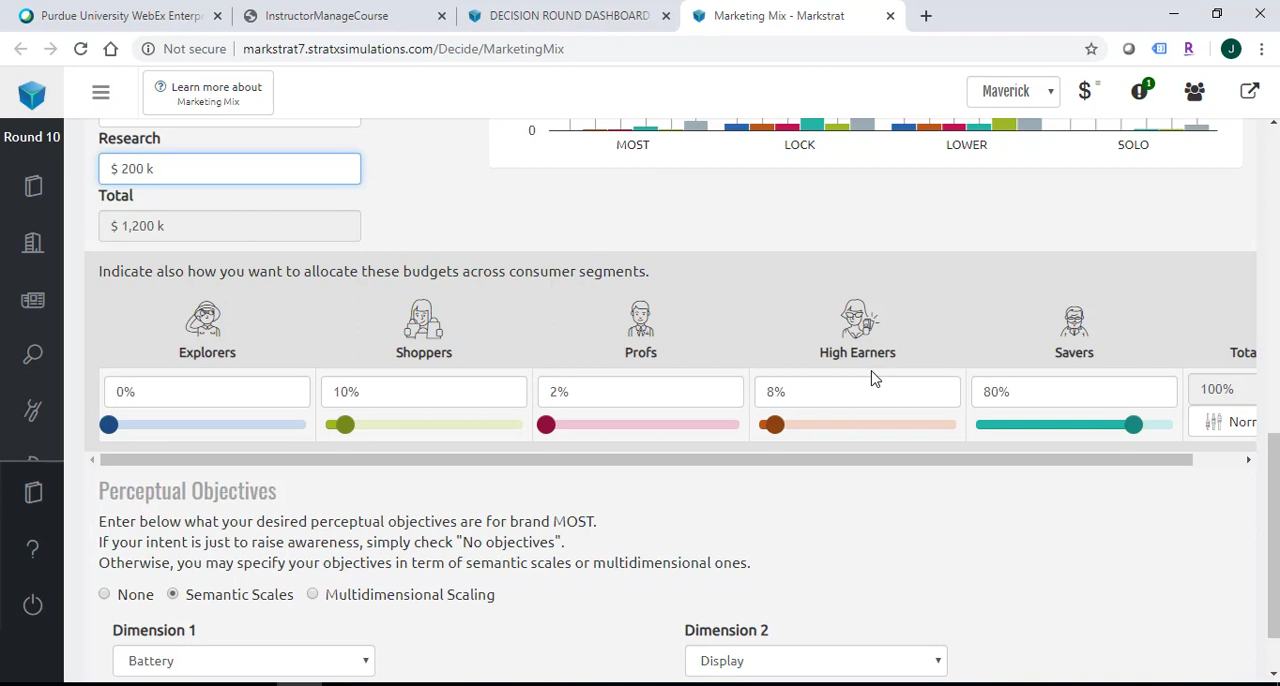 Purdue University WebEx Enterp
InstructorManageCourse
DECISION ROUND DASHBOARD
Marketing Mix - Markstrat
Not secure
markstrat7.stratxsimulations.com/Decide/MarketingMix
R
J
Learn more about
Marketing Mix
Maverick
$ =
1
Round 10
Research
$ 200 k
Total
$ 1,200 k
0
MOST
LOCK
LOWER
SOLO
Indicate also how you want to allocate these budgets across consumer segments.
Explorers
Shoppers
Profs
High Earners
Savers
Tota
0%
10%
2%
8%
80%
100%
Norr
Perceptual Objectives
Enter below what your desired perceptual objectives are for brand MOST.
If your intent is just to raise awareness, simply check "No objectives".
Otherwise, you may specify your objectives in term of semantic scales or multidimensional ones.
None
Semantic Scales
Multidimensional Scaling
Dimension 1
Dimension 2
Battery
Display